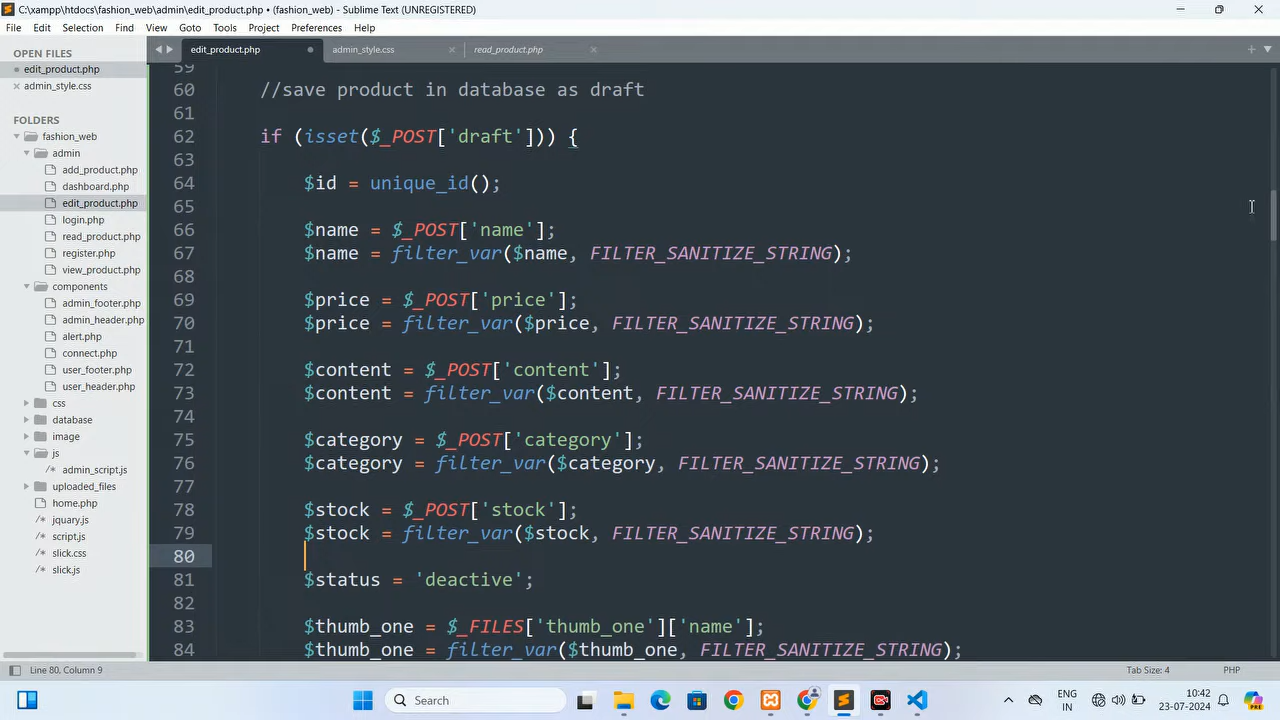 C:\xampp\htdocs\fashion_web\admin\edit_product.php • (fashion_web) - Sublime Text (UNREGISTERED)
File Edit Selection Find View Goto Tools Project Preferences Help
OPEN FILES
edit_product.php
admin_style.css
FOLDERS
fashion_web
admin
add_product.php
dashboard.php
edit_product.php
login.php
read_product.php
register.php
view_product.php
components
admin_footer.php
admin_header.php
alert.php
connect.php
user_footer.php
user_header.php
css
database
image
js
admin_script.js
uploaded_files
home.php
jquary.js
script.js
slick.css
slick.js
edit_product.php admin_style.css read_product.php
59
60 //save product in database as draft
61
62 if (isset($_POST['draft'])) {
63
64 $id = unique_id();
65
66 $name = $_POST['name'];
67 $name = filter_var($name, FILTER_SANITIZE_STRING);
68
69 $price = $_POST['price'];
70 $price = filter_var($price, FILTER_SANITIZE_STRING);
71
72 $content = $_POST['content'];
73 $content = filter_var($content, FILTER_SANITIZE_STRING);
74
75 $category = $_POST['category'];
76 $category = filter_var($category, FILTER_SANITIZE_STRING);
77
78 $stock = $_POST['stock'];
79 $stock = filter_var($stock, FILTER_SANITIZE_STRING);
80
81 $status = 'deactive';
82
83 $thumb_one = $_FILES['thumb_one']['name'];
84 $thumb_one = filter_var($thumb_one, FILTER_SANITIZE_STRING);
Line 80, Column 9 Tab Size: 4 PHP
Search
ENG
IN
10:42
23-07-2024